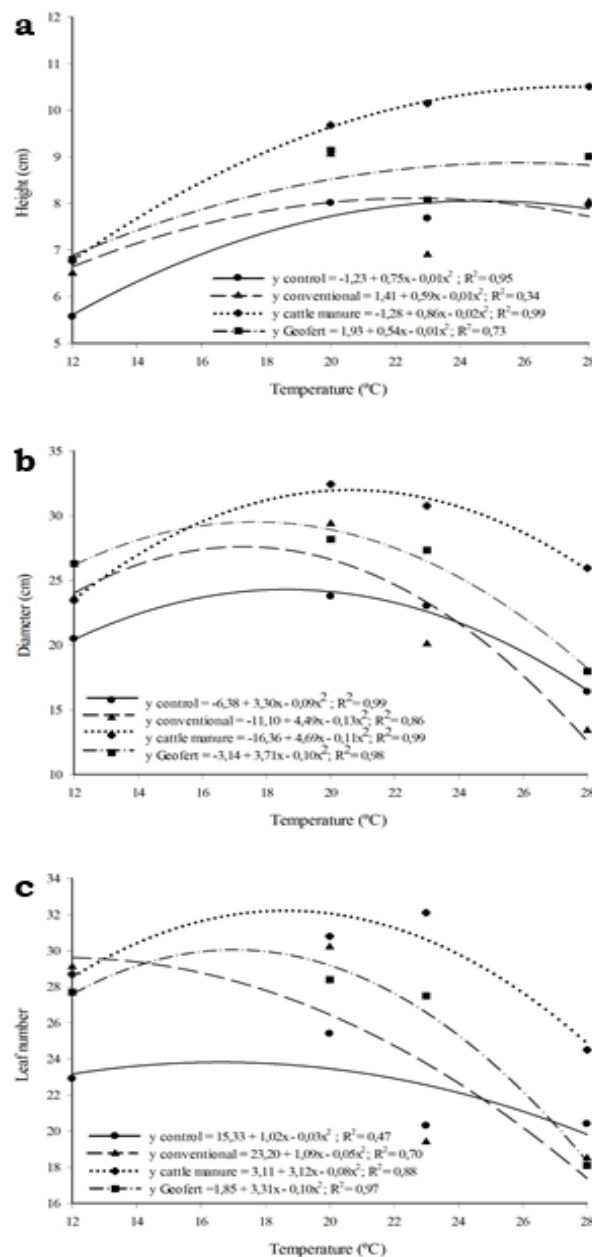 a
12
11
10
9
8
7
6
5
Height (cm)
y control = -1,23 + 0,75x - 0,01x² ; R² = 0,95
y conventional = 1,41 + 0,59x - 0,01x²; R² = 0,34
y cattle manure = -1,28 + 0,86x - 0,02x²; R² = 0,99
y Geofert = 1,93 + 0,54x - 0,01x²; R² = 0,73
12 14 16 18 20 22 24 26 28
Temperature (ºC)
b
35
30
25
20
15
10
Diameter (cm)
y control = -6,38 + 3,30x - 0,09x² ; R² = 0,99
y conventional = -11,10 + 4,49x - 0,13x²; R² = 0,86
y cattle manure = -16,36 + 4,69x - 0,11x²; R² = 0,99
y Geofert = -3,14 + 3,71x - 0,10x²; R² = 0,98
12 14 16 18 20 22 24 26 28
Temperature (ºC)
c
34
32
30
28
26
24
22
20
18
16
Leaf number
y control = 15,33 + 1,02x - 0,03x² ; R² = 0,47
y conventional = 23,20 + 1,09x - 0,05x²; R² = 0,70
y cattle manure = 3,11 + 3,12x - 0,08x²; R² = 0,88
y Geofert =1,85 + 3,31x - 0,10x²; R² = 0,97
12 14 16 18 20 22 24 26 28
Temperature (ºC)